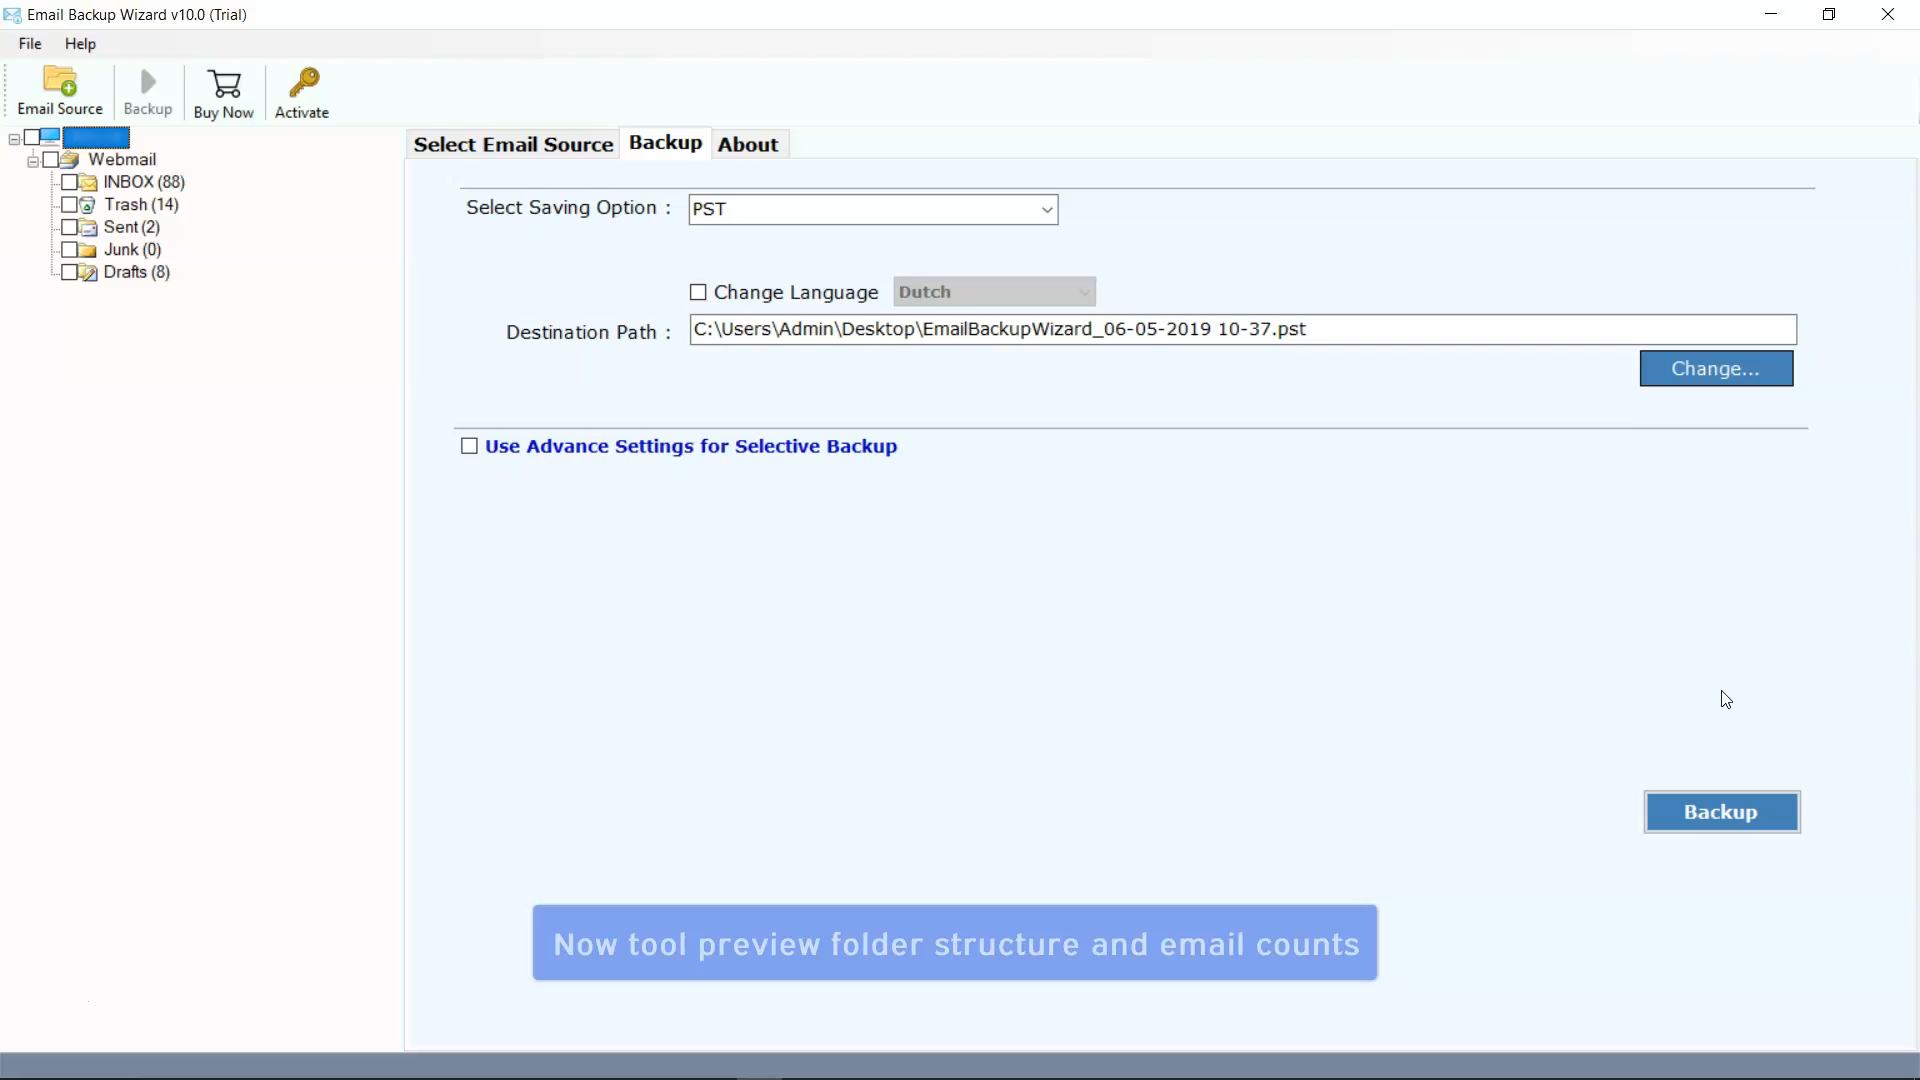 Email Backup Wizard v10.0 (Trial)
File Help
Email Source Backup Buy Now Activate
Webmail
INBOX (88)
Trash (14)
Sent (2)
Junk (0)
Drafts (8)
Select Email Source Backup About
Select Saving Option : PST
Change Language Dutch
Destination Path : C:\Users\Admin\Desktop\EmailBackupWizard_06-05-2019 10-37.pst
Change...
Use Advance Settings for Selective Backup
Backup
Now tool preview folder structure and email counts